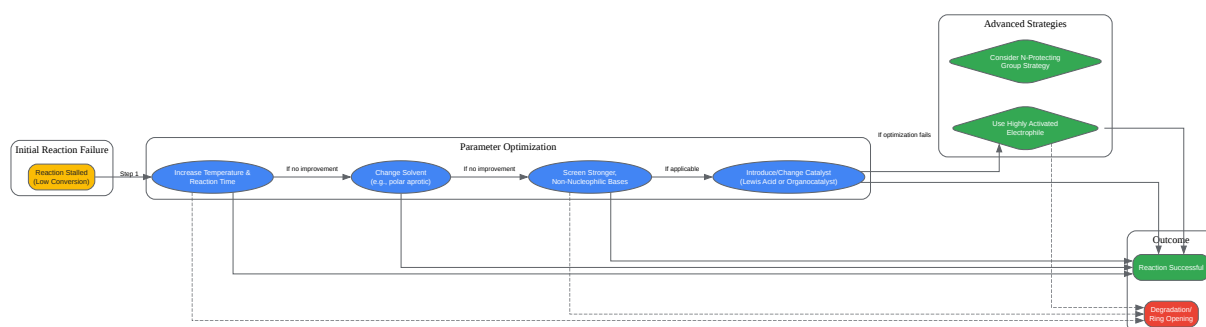 Advanced Strategies
Consider N-Protecting
Group Strategy
Use Highly Activated
Electrophile
If optimization fails
Initial Reaction Failure
Reaction Stalled
(Low Conversion)
Step 1
Parameter Optimization
Increase Temperature &
Reaction Time
If no improvement
Change Solvent
(e.g., polar aprotic)
If no improvement
Screen Stronger,
Non-Nucleophilic Bases
If applicable
Introduce/Change Catalyst
(Lewis Acid or Organocatalyst)
Outcome
Reaction Successful
Degradation/
Ring Opening